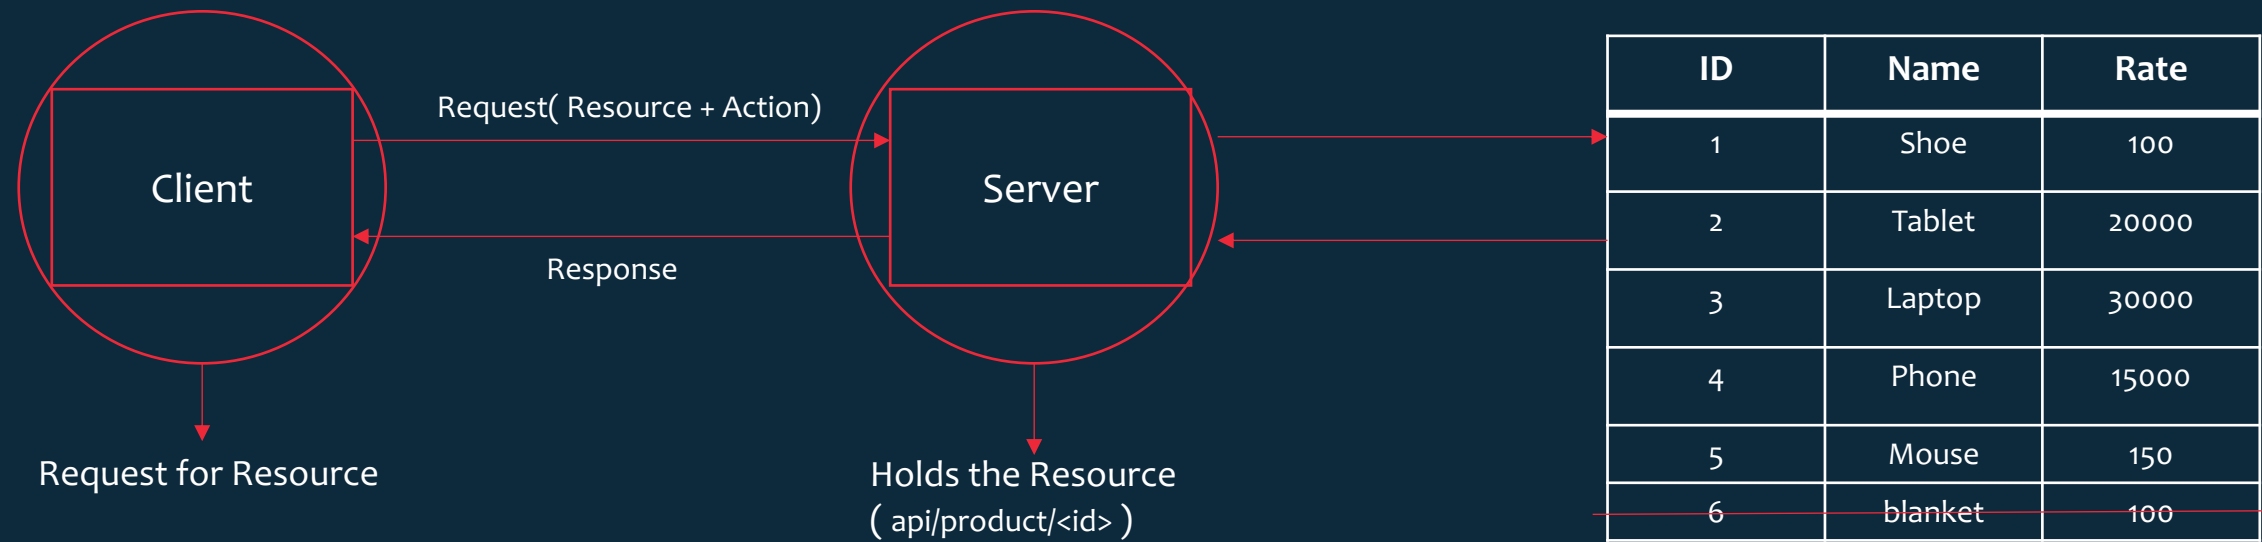 Client
Request( Resource + Action)
Response
Server
Request for Resource
Holds the Resource
( api/product/<id> )
ID Name Rate
1 Shoe 100
2 Tablet 20000
3 Laptop 30000
4 Phone 15000
5 Mouse 150
6 blanket 100